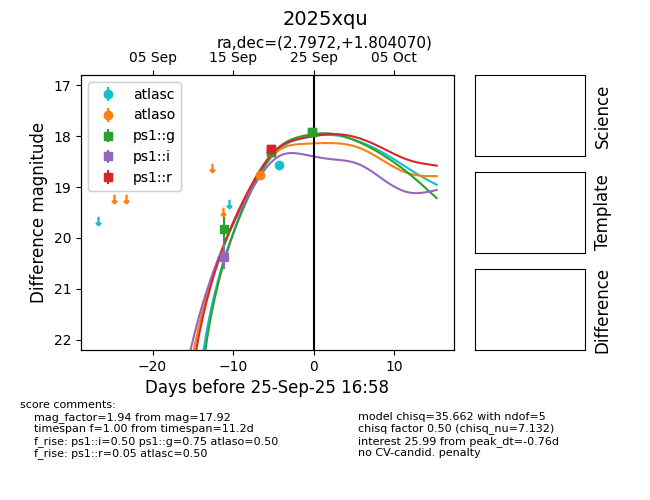 2025xqu
ra,dec=(2.7972,+1.804070)
05 Sep 15 Sep 25 Sep 05 Oct
17
18
19
20
21
22
Difference magnitude
atlasc
atlaso
ps1::g
ps1::i
ps1::r
−20 −10 0 10
Days before 25-Sep-25 16:58
Science
Template
Difference
score comments:
mag_factor=1.94 from mag=17.92
timespan f=1.00 from timespan=11.2d
f_rise: ps1::i=0.50 ps1::g=0.75 atlaso=0.50
f_rise: ps1::r=0.05 atlasc=0.50
model chisq=35.662 with ndof=5
chisq factor 0.50 (chisq_nu=7.132)
interest 25.99 from peak_dt=-0.76d
no CV-candid. penalty